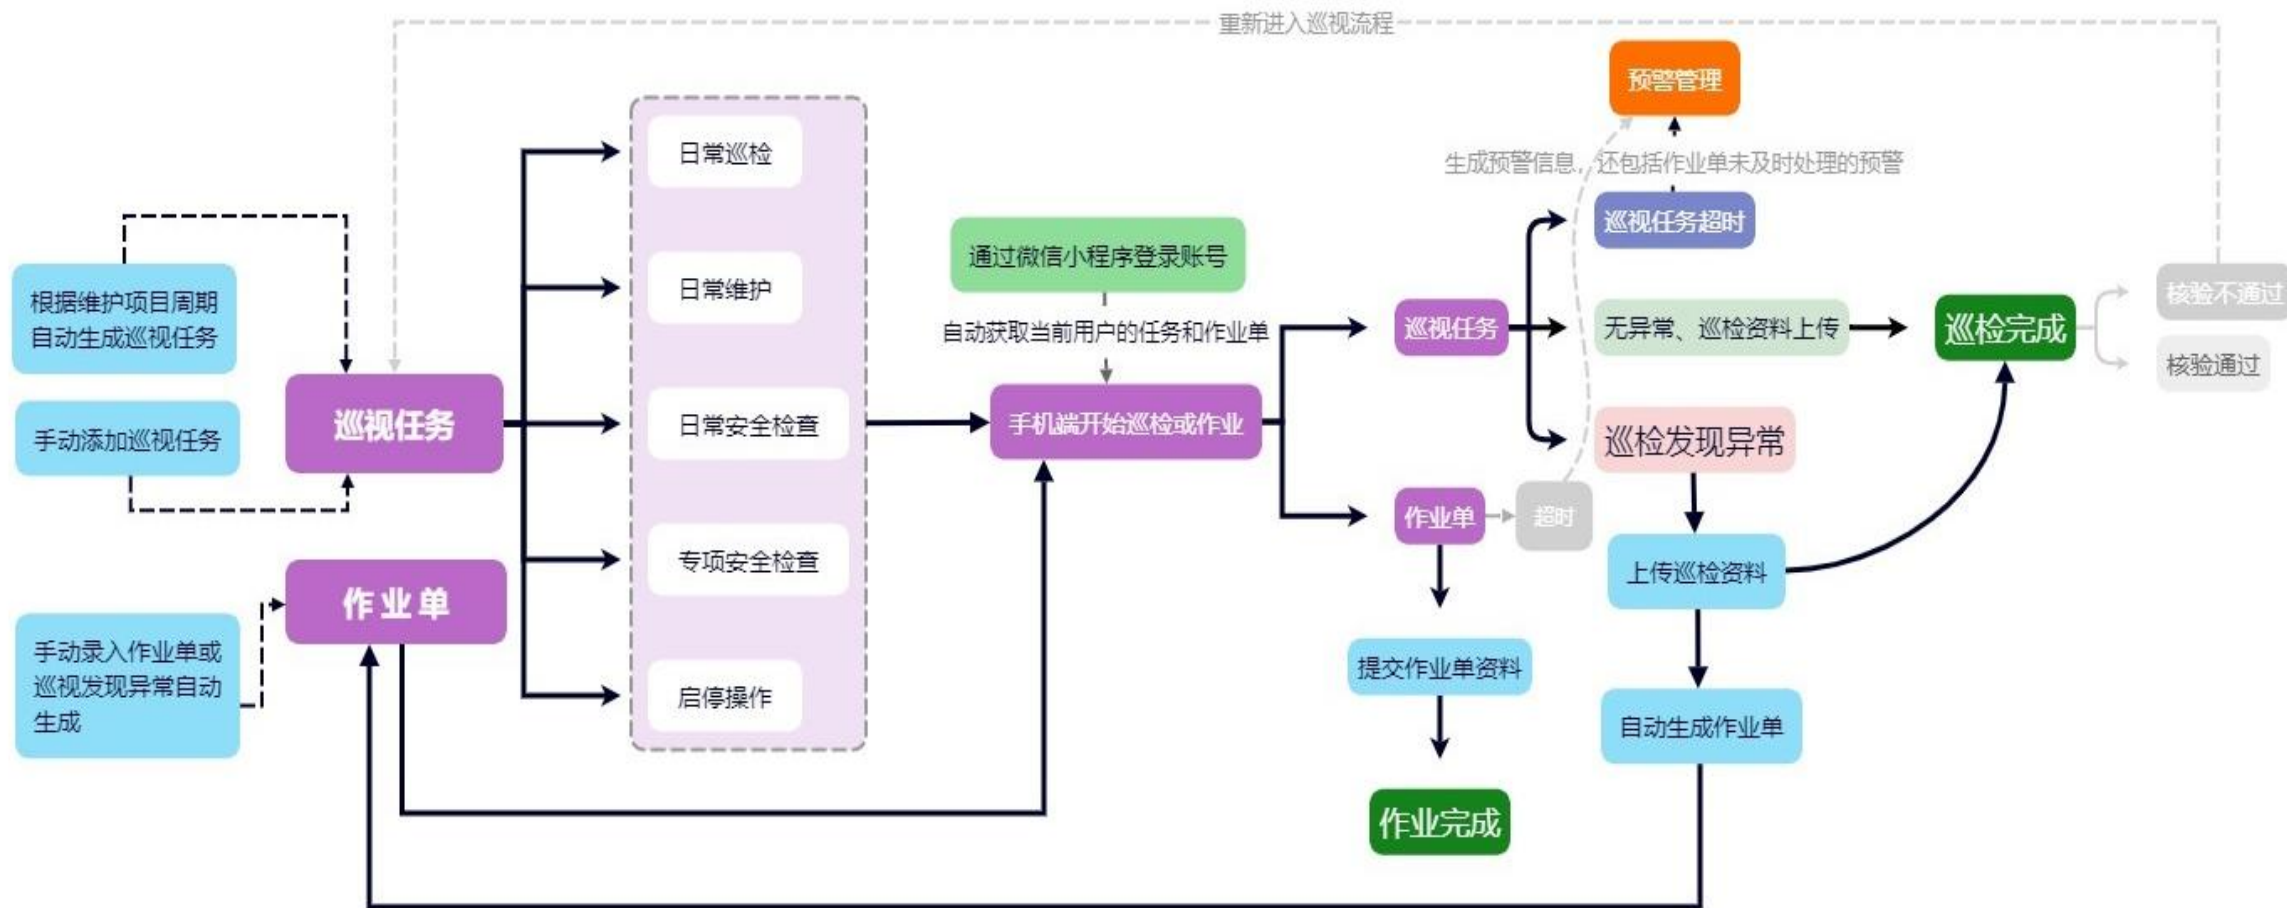 重新进入巡视流程
预警管理
生成预警信息，还包括作业单未及时处理的预警
巡视任务超时
根据维护项目周期
自动生成巡视任务
手动添加巡视任务
巡视任务
作业单
手动录入作业单或
巡视发现异常自动
生成
日常巡检
日常维护
日常安全检查
专项安全检查
启停操作
通过微信小程序登录账号
自动获取当前用户的任务和作业单
手机端开始巡检或作业
巡视任务
无异常、巡检资料上传
巡检完成
核验不通过
核验通过
巡检发现异常
作业单
超时
上传巡检资料
提交作业单资料
自动生成作业单
作业完成